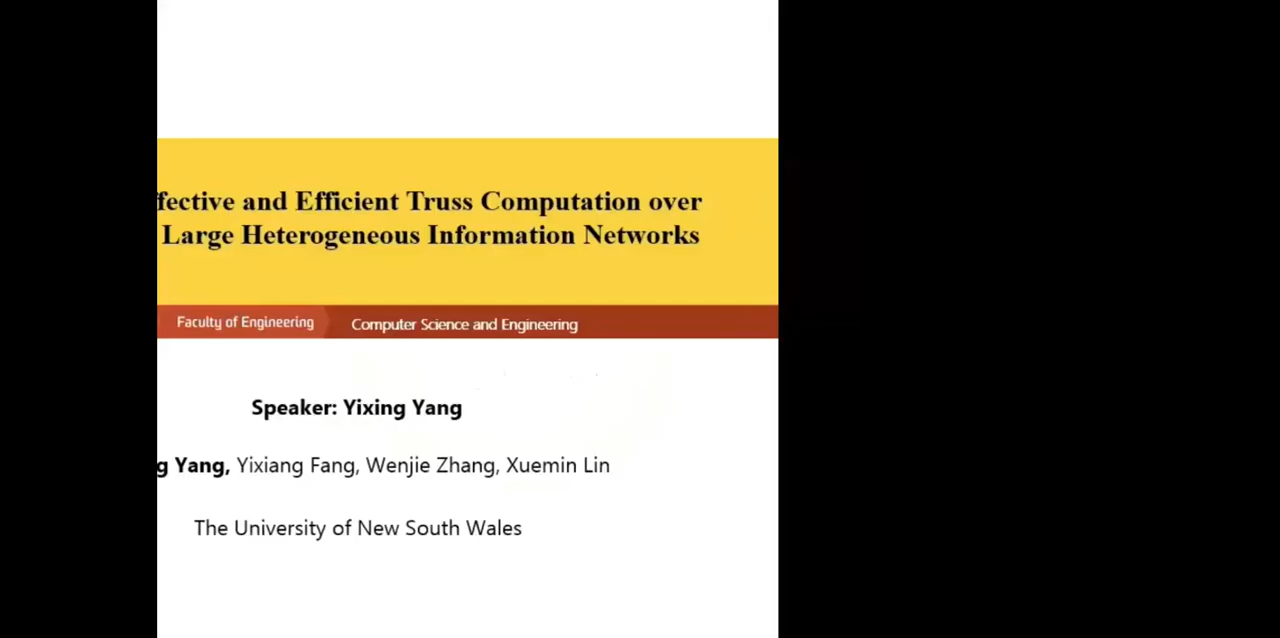 ffective and Efficient Truss Computation over
Large Heterogeneous Information Networks
Faculty of Engineering
Computer Science and Engineering
Speaker: Yixing Yang
g Yang, Yixiang Fang, Wenjie Zhang, Xuemin Lin
The University of New South Wales